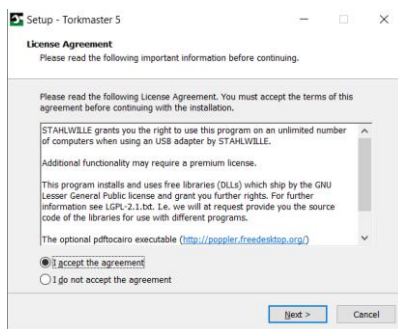 Setup - Torkmaster 5
License Agreement
Please read the following important information before continuing.
Please read the following License Agreement. You must accept the terms of this
agreement before continuing with the installation.
STAHLWILLE grants you the right to use this program on an unlimited number
of computers when using an USB adapter by STAHLWILLE.
Additional functionality may require a premium license.
This program installs and uses free libraries (DLLs) which ship by the GNU
Lesser General Public license and grant you further rights. For further
information see LGPL-2.1.txt. I.e. we will at request provide you the source
code of the libraries for use with different programs.
The optional pdftocairo executable (http://poppler.freedesktop.org/)
I accept the agreement
I do not accept the agreement
Next >
Cancel